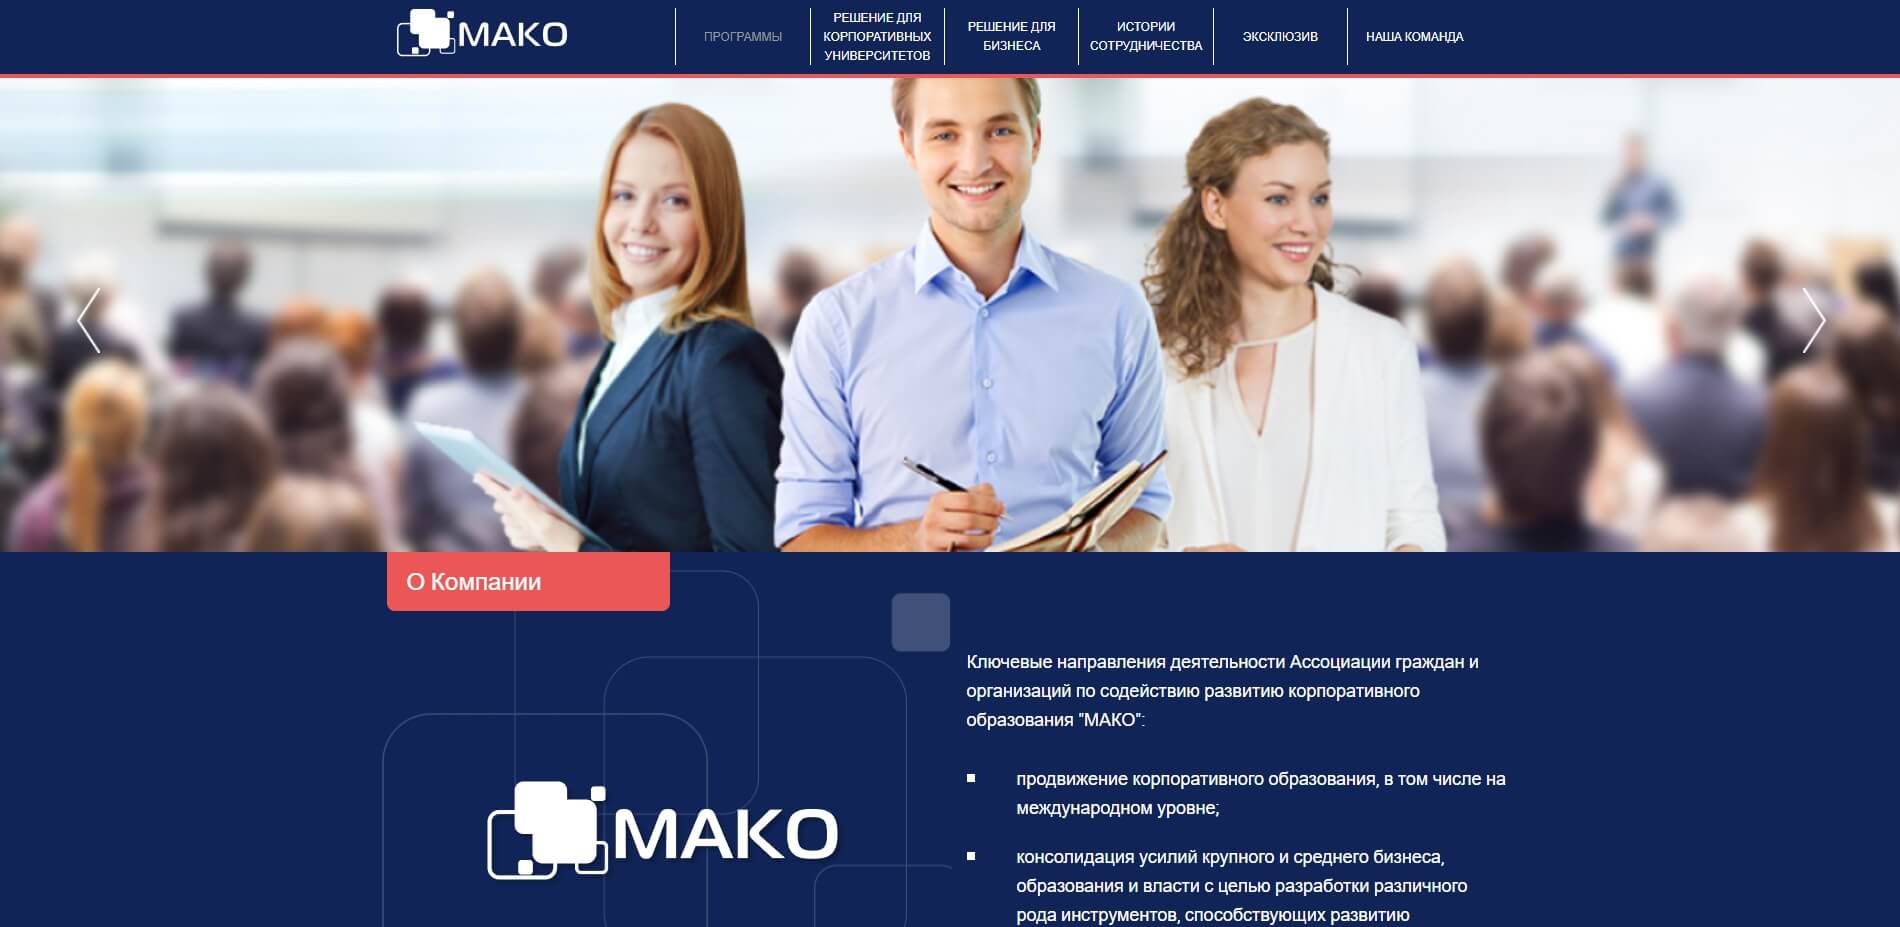 МАКО
ПРОГРАММЫ
РЕШЕНИЕ ДЛЯ
КОРПОРАТИВНЫХ
УНИВЕРСИТЕТОВ
РЕШЕНИЕ ДЛЯ
БИЗНЕСА
ИСТОРИИ
СОТРУДНИЧЕСТВА
ЭКСКЛЮЗИВ
НАША КОМАНДА
О Компании
МАКО
Ключевые направления деятельности Ассоциации граждан и
организаций по содействию развитию корпоративного
образования "МАКО":
продвижение корпоративного образования, в том числе на
международном уровне;
консолидация усилий крупного и среднего бизнеса,
образования и власти с целью разработки различного
рода инструментов, способствующих развитию